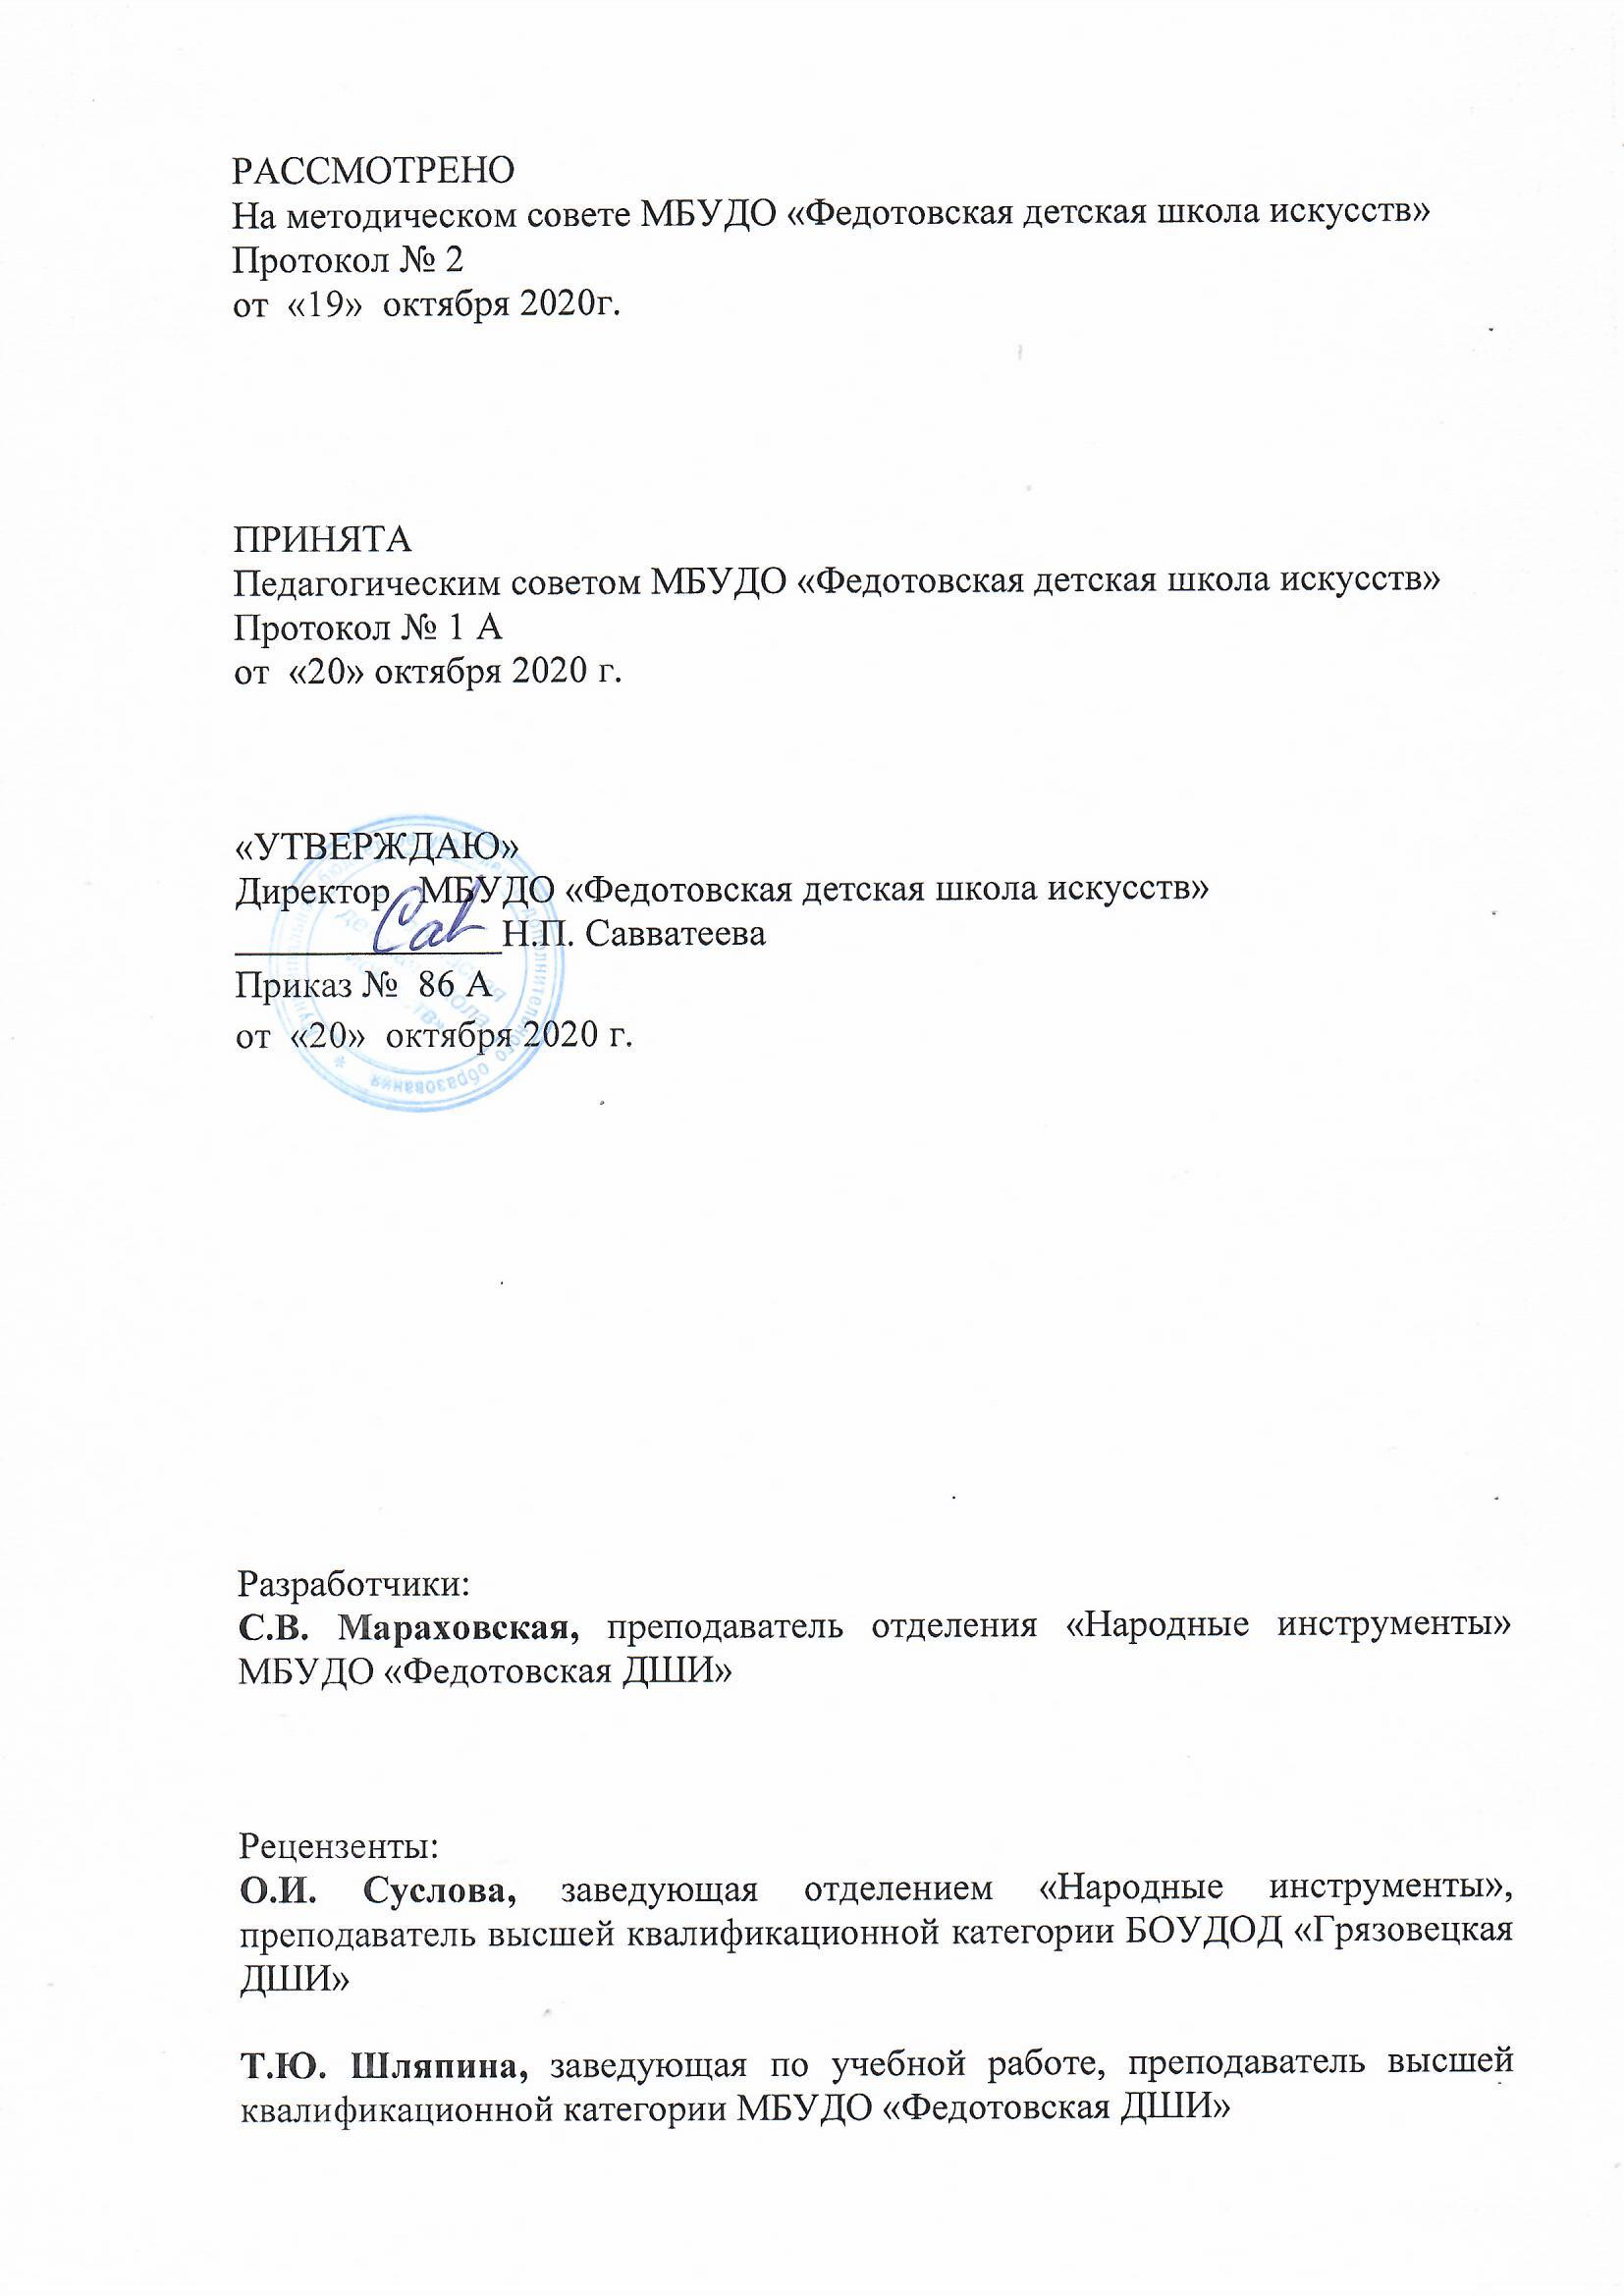 РАССМОТРЕНО
На методическом совете МБУДО «Федотовская детская школа искусств»
Протокол № 2
от «19» октября 2020г.
ПРИНЯТА
Педагогическим советом МБУДО «Федотовская детская школа искусств»
Протокол № 1 А
от «20» октября 2020 г.
«УТВЕРЖДАЮ»
Директор МБУДО «Федотовская детская школа искусств»
Н.П. Савватеева
Приказ № 86 А
от «20» октября 2020 г.
дополнительного образования
Разработчики:
С.В. Мараховская, преподаватель отделения «Народные инструменты»
МБУДО «Федотовская ДШИ»
Рецензенты:
О.И. Суслова, заведующая отделением «Народные инструменты»,
преподаватель высшей квалификационной категории БОУДОД «Грязовецкая
ДШИ»
Т.Ю. Шляпина, заведующая по учебной работе, преподаватель высшей
квалификационной категории МБУДО «Федотовская ДШИ»